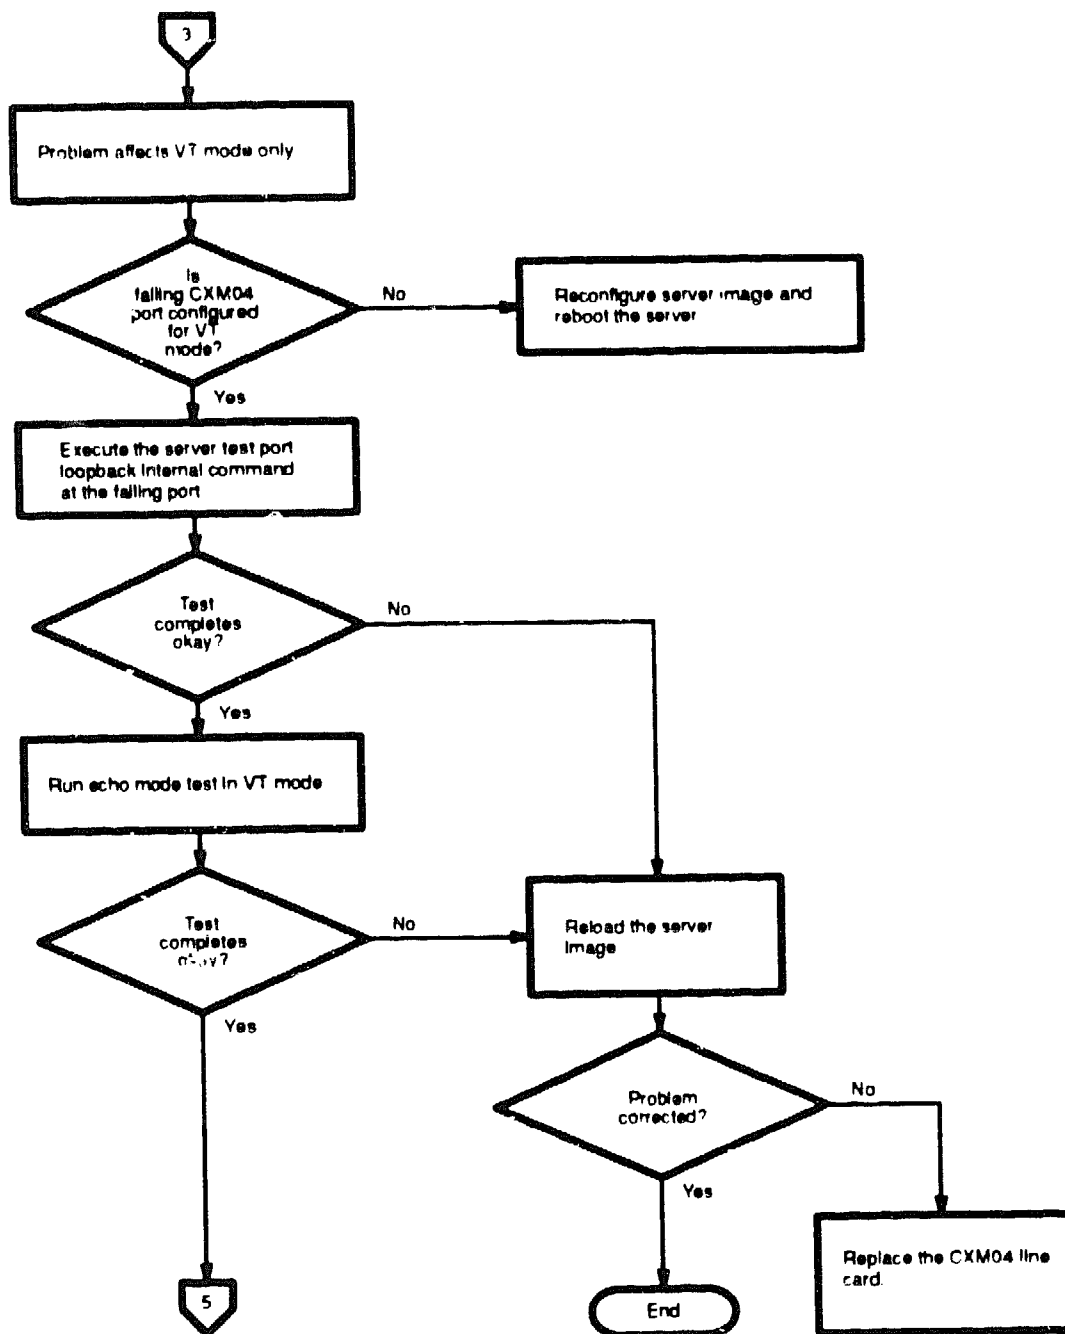 3
Problem affects VT mode only
Is
failing CXM04
port configured
for VT
mode?
No
Reconfigure server image and
reboot the server
Yes
Execute the server test port
loopback internal command
at the failing port
Test
completes
okay?
No
Yes
Run echo mode test in VT mode
Test
completes
okay?
No
Reload the server
image
Yes
Problem
corrected?
No
Yes
Replace the CXM04 line
card.
5
End